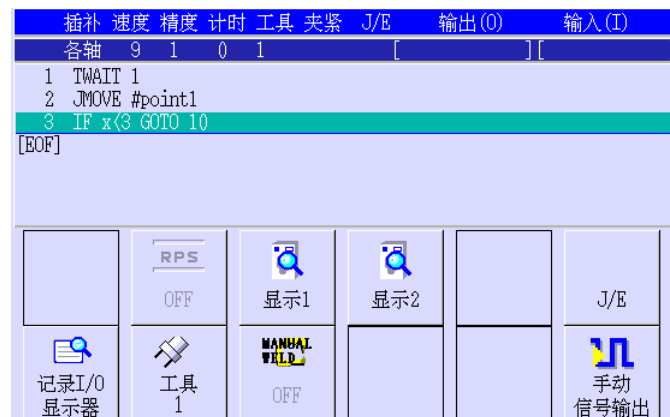 插补 速度 精度 计时 工具 夹紧 J/E 输出(O) 输入(I)
各轴 9 1 0 1 [ ][
1 TWAIT 1
2 JMOVE #point1
3 IF x<3 GOTO 10
[EOF]
RPS
OFF
显示1
显示2
J/E
记录I/O
显示器
工具
1
MANUAL
WELD
OFF
手动
信号输出